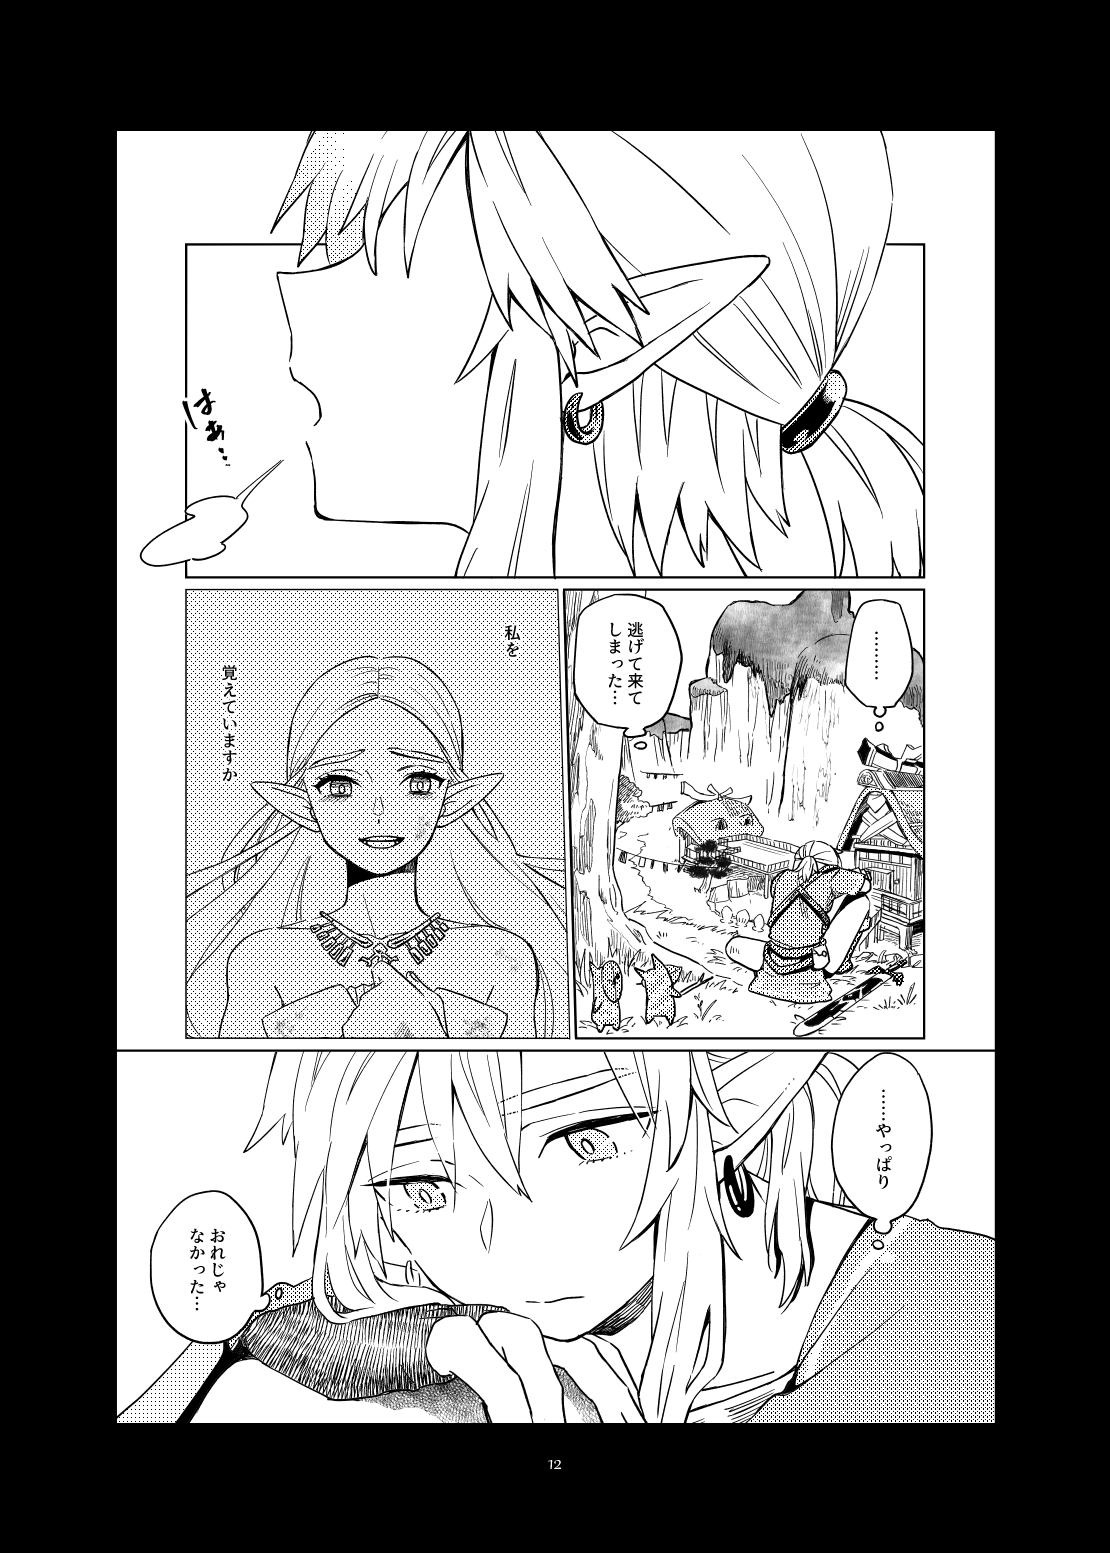 はぁ…
………
逃げて来て
しまった…
私を
覚えていますか
……やっぱり
おれじゃ
なかった…
12